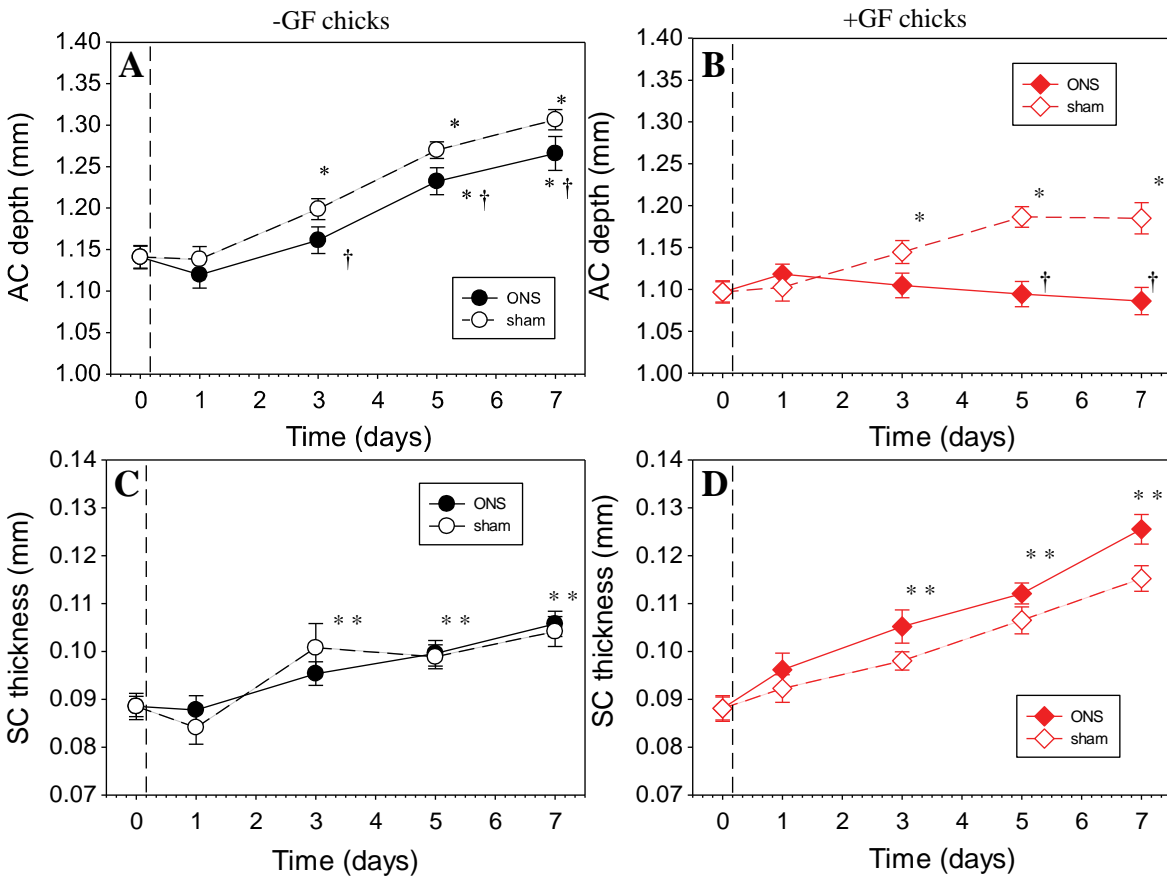 -GF chicks
+GF chicks
A
AC depth (mm)
1.40
1.30
1.25
1.20
1.15
1.10
1.05
1.00
* * *
* † * †
†
ONS
sham
0 1 2 3 4 5 6 7
Time (days)
B
AC depth (mm)
1.40
1.35
1.30
1.25
1.20
1.15
1.10
1.05
1.00
ONS
sham
* * *
† †
0 1 2 3 4 5 6 7
Time (days)
C
SC thickness (mm)
0.14
0.13
0.12
0.11
0.10
0.09
0.08
0.07
ONS
sham
* * * * * *
0 1 2 3 4 5 6 7
Time (days)
D
SC thickness (mm)
0.14
0.13
0.12
0.11
0.10
0.09
0.08
0.07
* * * * * *
ONS
sham
0 1 2 3 4 5 6 7
Time (days)